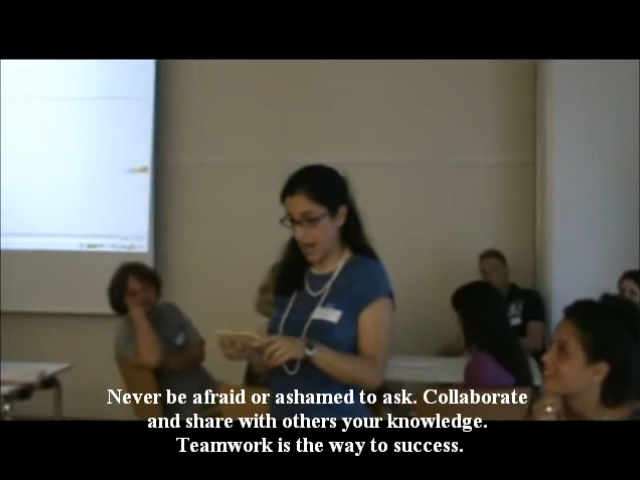 Never be afraid or ashamed to ask. Collaborate
and share with others your knowledge.
Teamwork is the way to success.